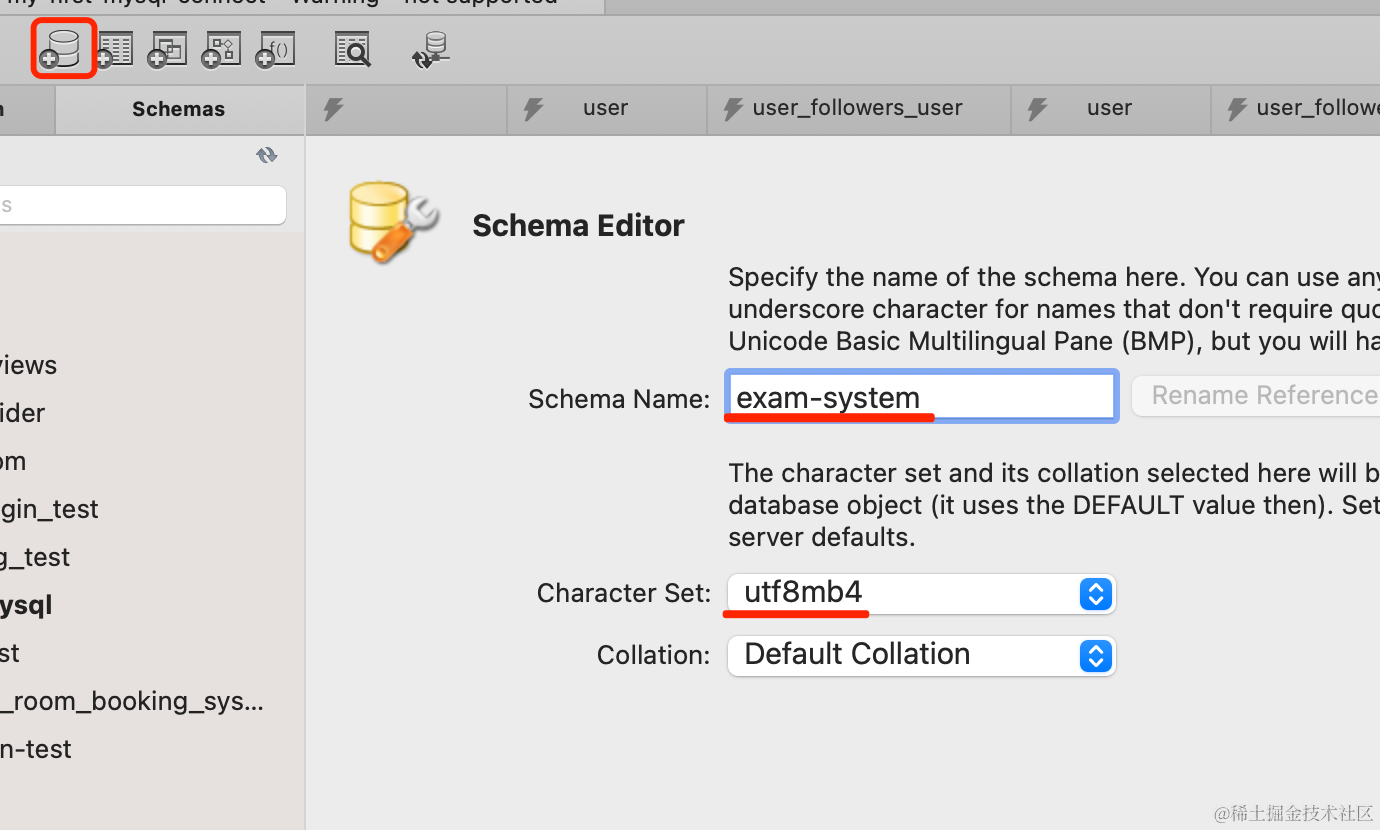 my-first-mysql-connect - Warning - not supported
Schemas
user
user_followers_user
user
Schema Editor
Specify the name of the schema here. You can use any
underscore character for names that don't require
Unicode Basic Multilingual Pane (BMP), but you will
Schema Name:
exam-system
Rename Reference
The character set and its collation selected here will
database object (it uses the DEFAULT value then). Set
server defaults.
Character Set:
utf8mb4
Collation:
Default Collation
views
ider
om
gin_test
g_test
ysql
st
_room_booking_sys...
n-test
@稀土掘金技术社区